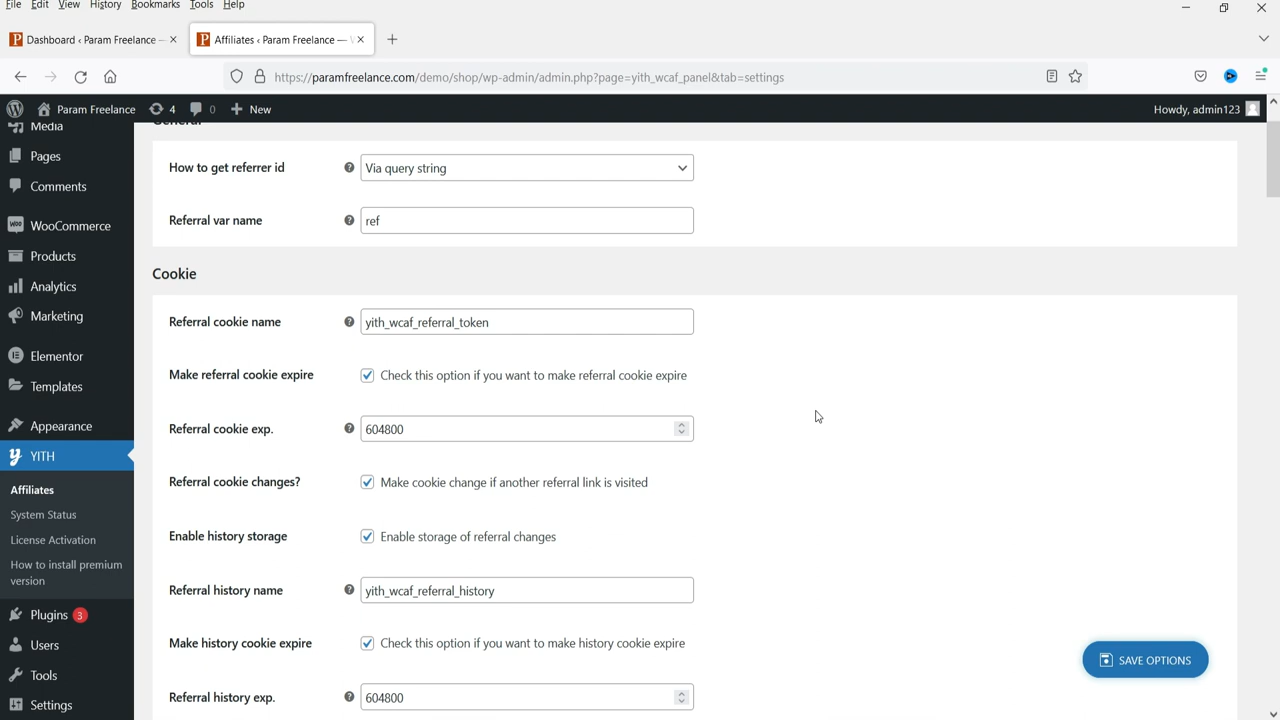 File Edit View History Bookmarks Tools Help
Dashboard ‹ Param Freelance —
Affiliates ‹ Param Freelance —
https://paramfreelance.com/demo/shop/wp-admin/admin.php?page=yith_wcaf_panel&tab=settings
Param Freelance 4 0 New
Howdy, admin123
Media
Pages
Comments
WooCommerce
Products
Analytics
Marketing
Elementor
Templates
Appearance
YITH
Affiliates
System Status
License Activation
How to install premium
version
Plugins 3
Users
Tools
Settings
General
How to get referrer id ? Via query string
Referral var name ? ref
Cookie
Referral cookie name ? yith_wcaf_referral_token
Make referral cookie expire Check this option if you want to make referral cookie expire
Referral cookie exp. ? 604800
Referral cookie changes? Make cookie change if another referral link is visited
Enable history storage Enable storage of referral changes
Referral history name ? yith_wcaf_referral_history
Make history cookie expire Check this option if you want to make history cookie expire
Referral history exp. ? 604800
SAVE OPTIONS